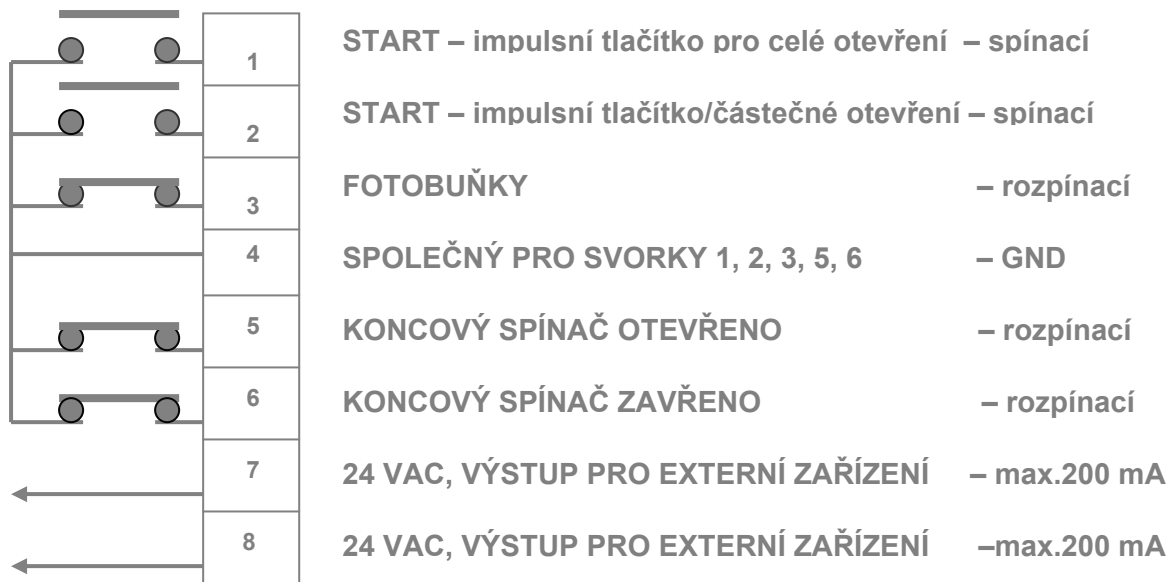 1 START – impulsní tlačítko pro celé otevření – spínací
2 START – impulsní tlačítko/částečné otevření – spínací
3 FOTOBUŇKY – rozpínací
4 SPOLEČNÝ PRO SVORKY 1, 2, 3, 5, 6 – GND
5 KONCOVÝ SPÍNAČ OTEVŘENO – rozpínací
6 KONCOVÝ SPÍNAČ ZAVŘENO – rozpínací
7 24 VAC, VÝSTUP PRO EXTERNÍ ZAŘÍZENÍ – max.200 mA
8 24 VAC, VÝSTUP PRO EXTERNÍ ZAŘÍZENÍ –max.200 mA